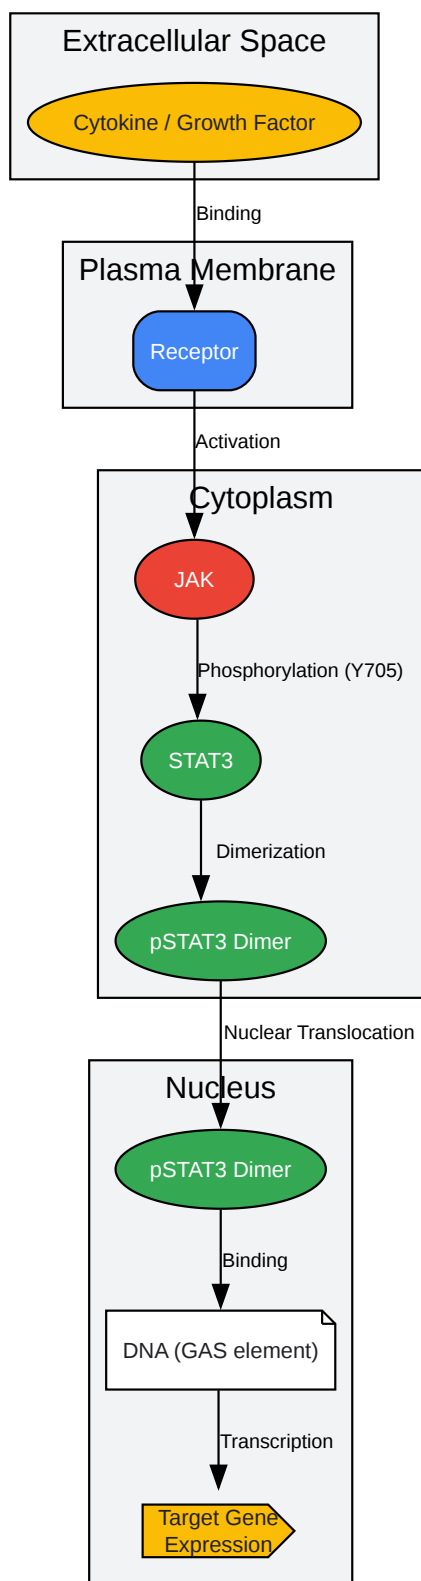 Extracellular Space
Cytokine / Growth Factor
Binding
Plasma Membrane
Receptor
Activation
Cytoplasm
JAK
Phosphorylation (Y705)
STAT3
Dimerization
pSTAT3 Dimer
Nuclear Translocation
Nucleus
pSTAT3 Dimer
Binding
DNA (GAS element)
Transcription
Target Gene
Expression